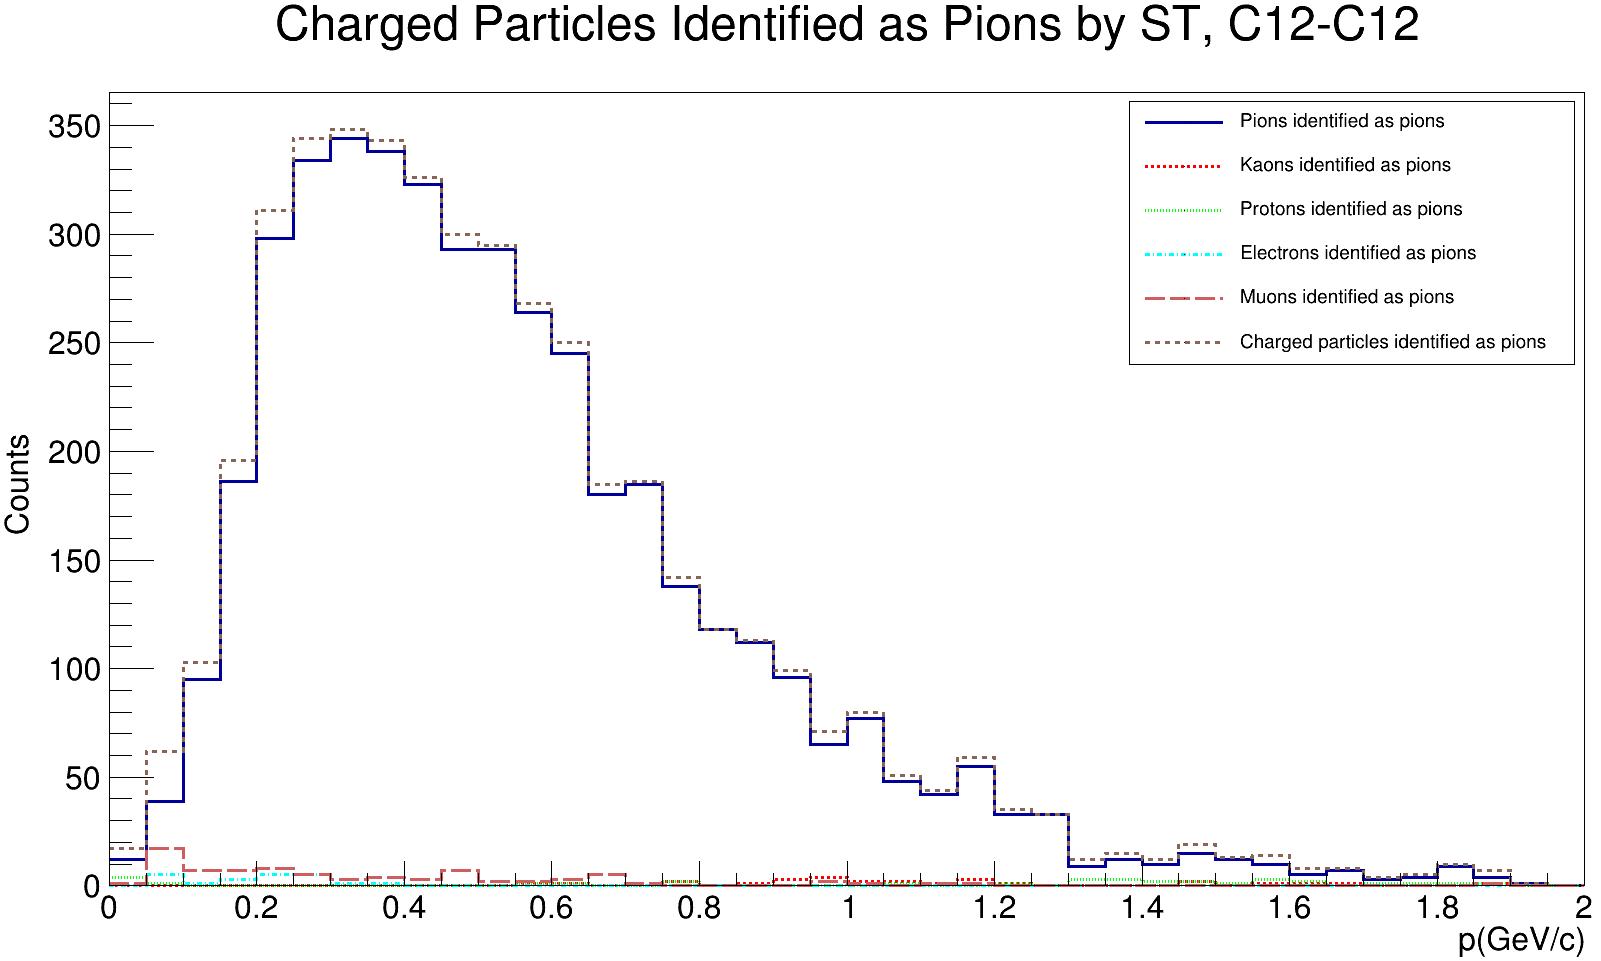 Charged Particles Identified as Pions by ST, C12-C12
Counts
350
300
250
200
150
100
50
0
Pions identified as pions
Kaons identified as pions
Protons identified as pions
Electrons identified as pions
Muons identified as pions
Charged particles identified as pions
0 0.2 0.4 0.6 0.8 1 1.2 1.4 1.6 1.8 2
p(GeV/c)